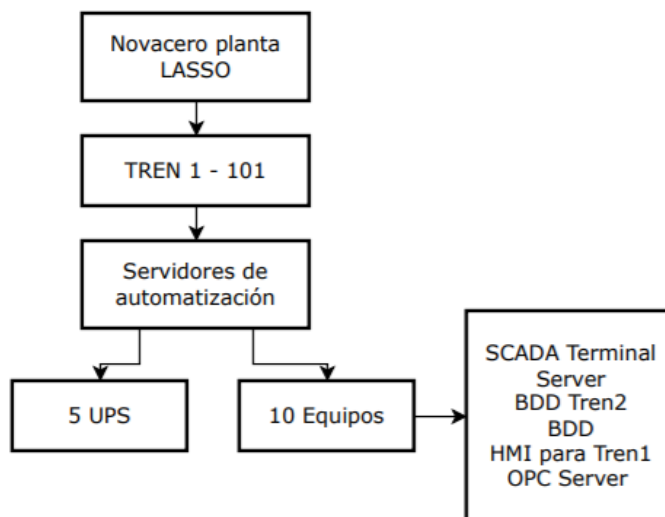 Novacero planta
LASSO
TREN 1 - 101
Servidores de
automatización
5 UPS
10 Equipos
SCADA Terminal
Server
BDD Tren2
BDD
HMI para Tren1
OPC Server